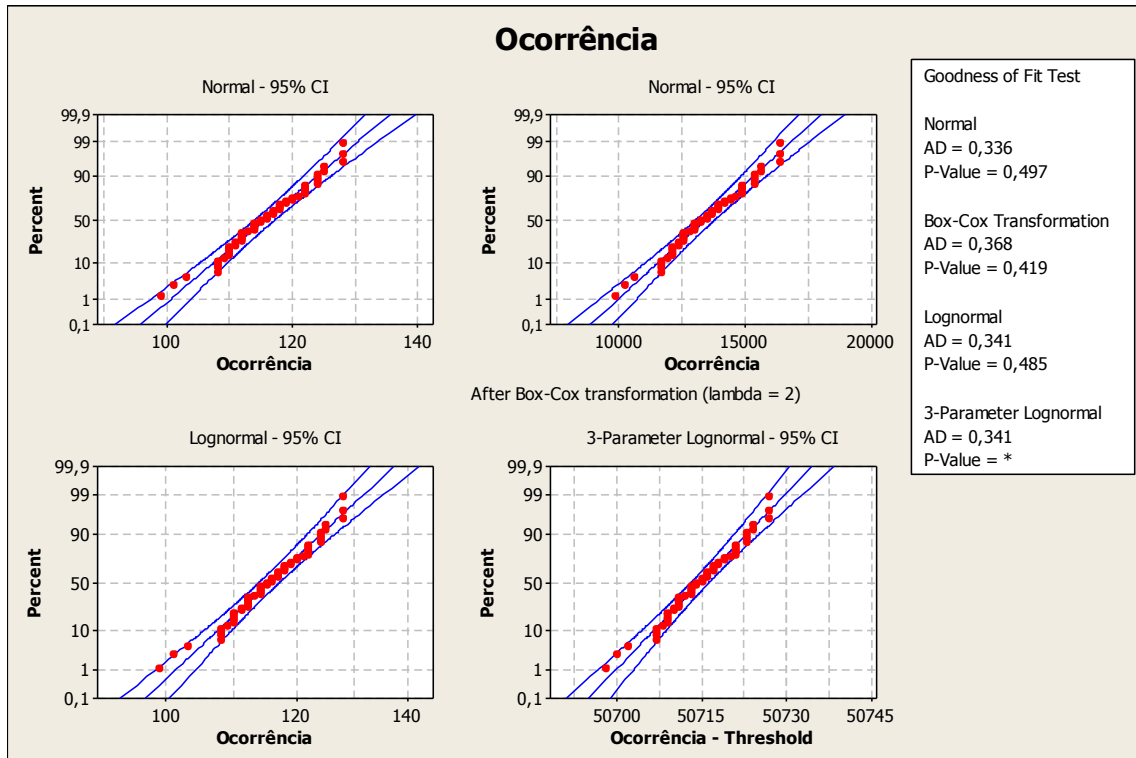 Ocorrência
Normal - 95% CI
99,9
99
90
50
10
1
0,1
Percent
100
120
140
Ocorrência
Normal - 95% CI
99,9
99
90
50
10
1
0,1
Percent
10000
15000
20000
Ocorrência
After Box-Cox transformation (lambda = 2)
Lognormal - 95% CI
99,9
99
90
50
10
1
0,1
Percent
100
120
140
Ocorrência
3-Parameter Lognormal - 95% CI
99,9
99
90
50
10
1
0,1
Percent
50700
50715
50730
50745
Ocorrência - Threshold
Goodness of Fit Test
Normal
AD = 0,336
P-Value = 0,497
Box-Cox Transformation
AD = 0,368
P-Value = 0,419
Lognormal
AD = 0,341
P-Value = 0,485
3-Parameter Lognormal
AD = 0,341
P-Value = *